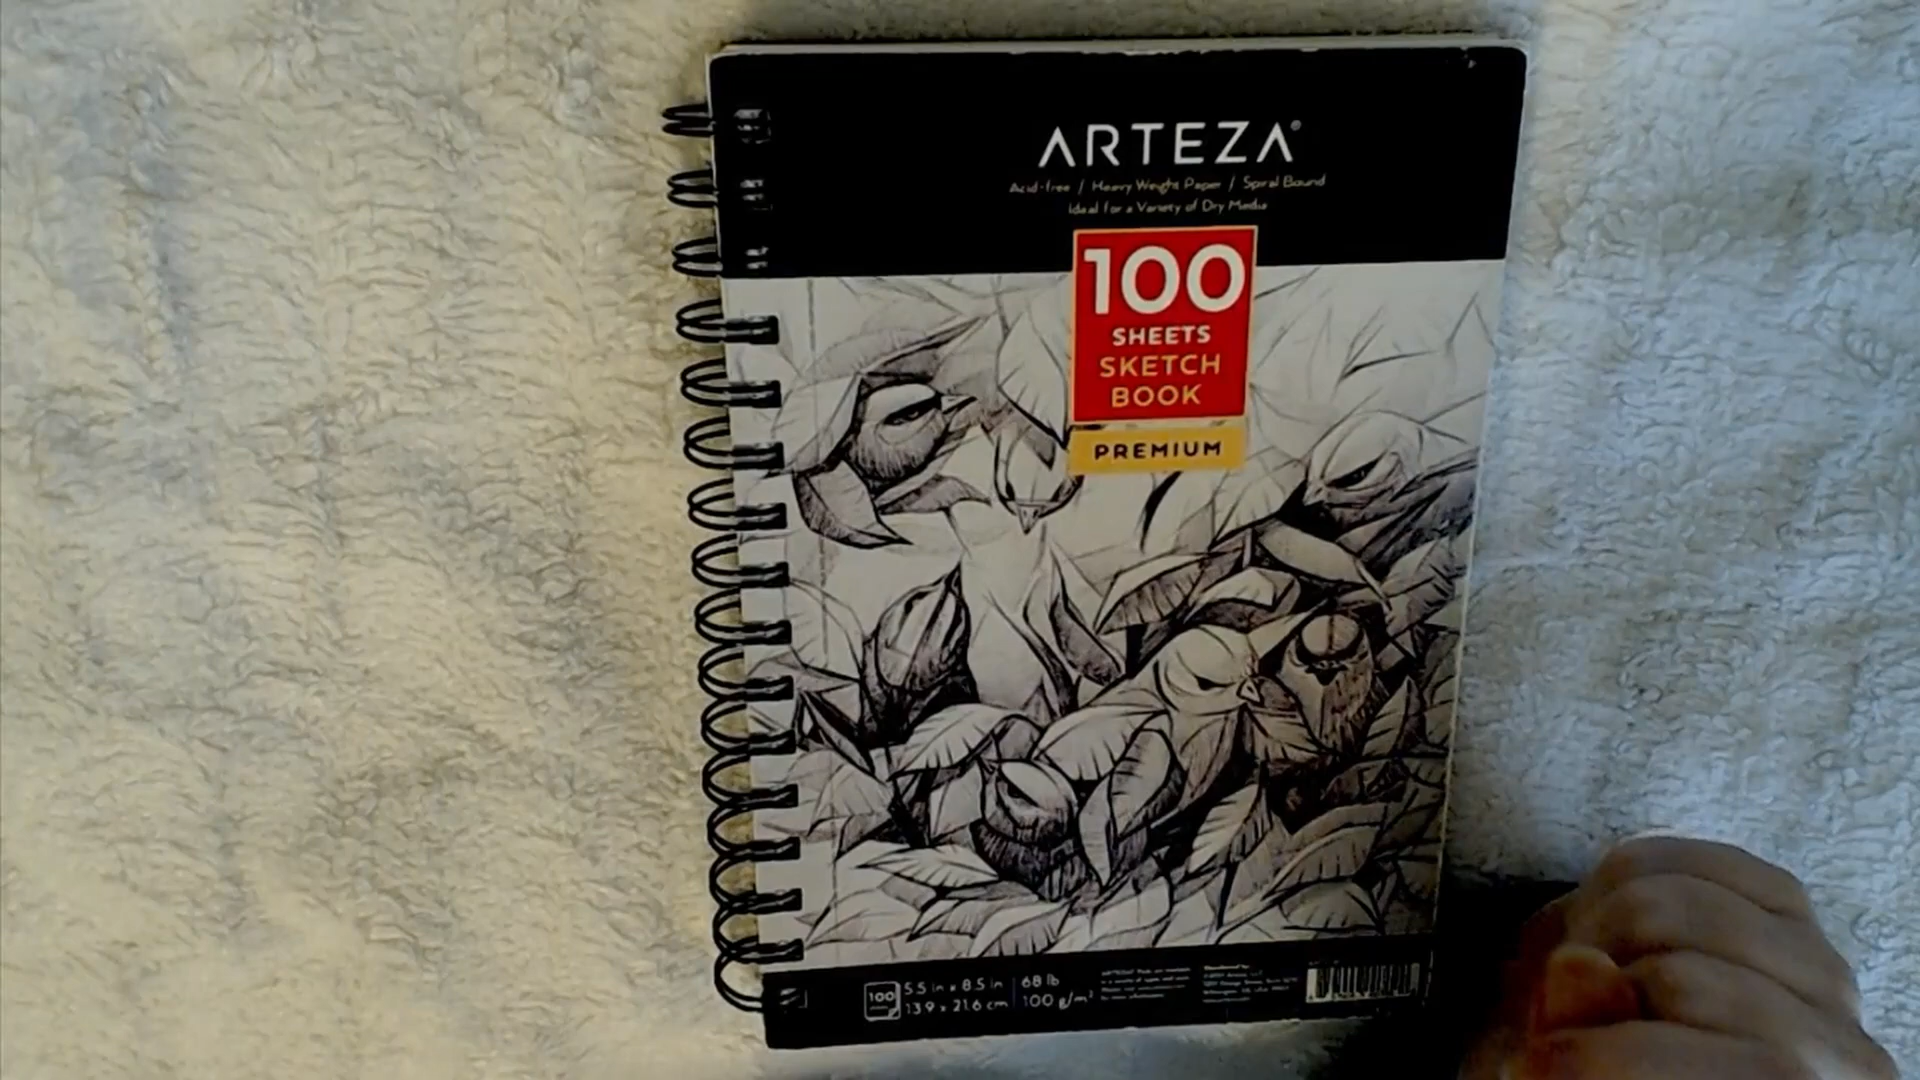 ARTEZA®
Acid-free / Heavy Weight Paper / Spiral Bound
Ideal for a Variety of Dry Media
100
SHEETS
SKETCH
BOOK
PREMIUM
100
5.5 in x 8.5 in
13.9 x 21.6 cm
68 lb
100 g/m²